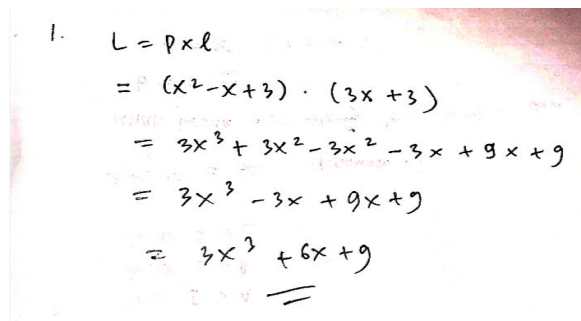 1. L = p x l
= (x² - x + 3) . (3x + 3)
= 3x³ + 3x² - 3x² - 3x + 9x + 9
= 3x³ - 3x + 9x + 9
= 3x³ + 6x + 9